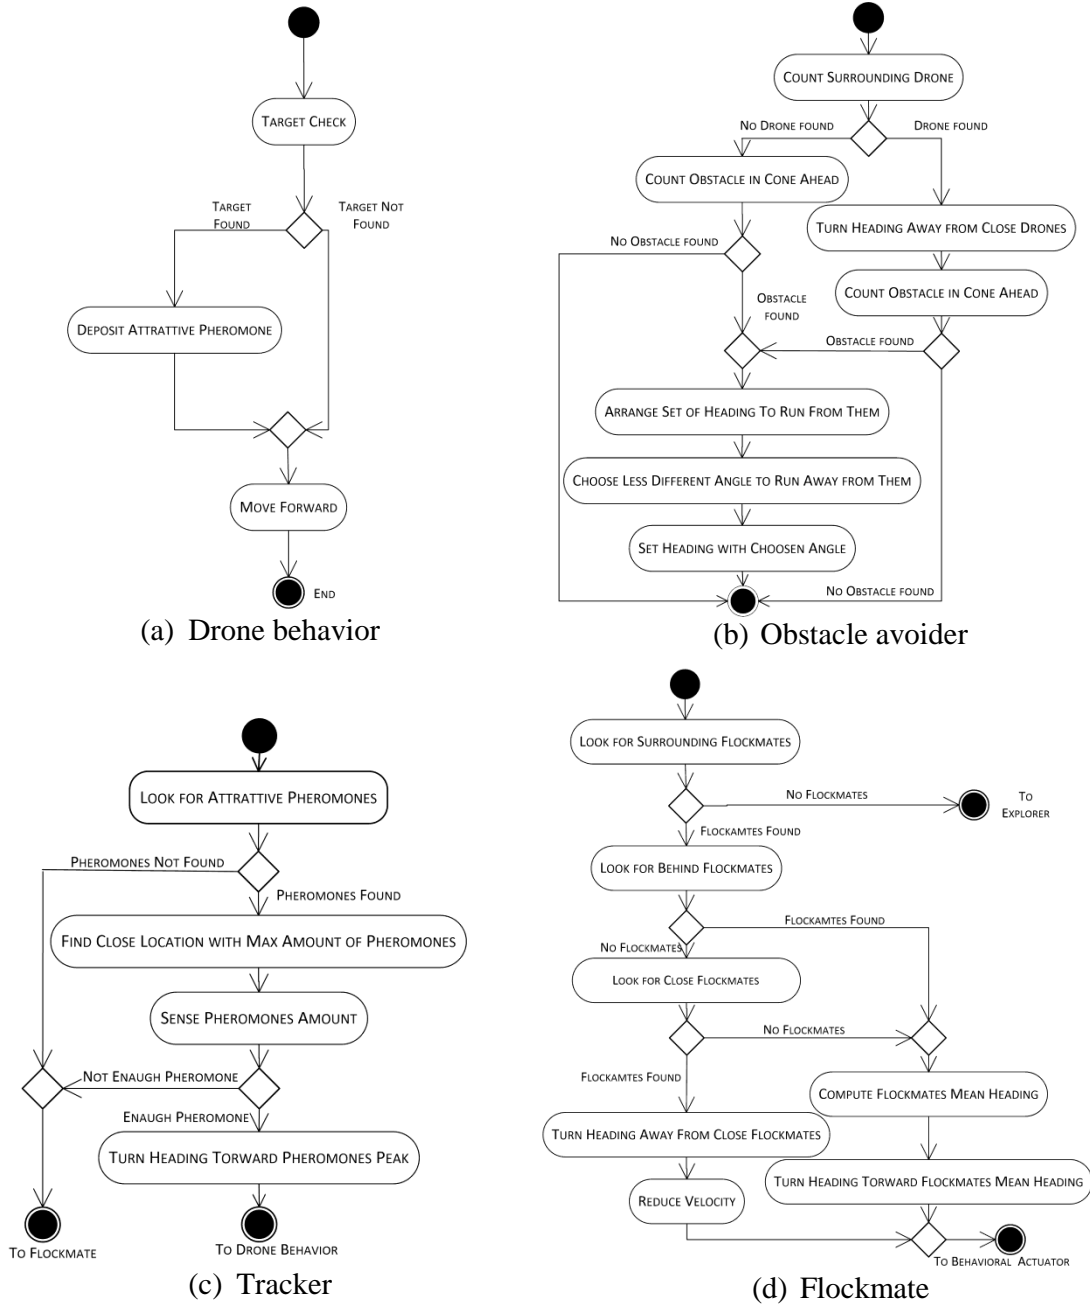 TARGET CHECK
TARGET
FOUND
TARGET NOT
FOUND
DEPOSIT ATTRATTIVE PHEROMONE
MOVE FORWARD
END
(a) Drone behavior
COUNT SURROUNDING DRONE
NO DRONE FOUND
DRONE FOUND
COUNT OBSTACLE IN CONE AHEAD
TURN HEADING AWAY FROM CLOSE DRONES
NO OBSTACLE FOUND
COUNT OBSTACLE IN CONE AHEAD
OBSTACLE
FOUND
OBSTACLE FOUND
ARRANGE SET OF HEADING TO RUN FROM THEM
CHOOSE LESS DIFFERENT ANGLE TO RUN AWAY FROM THEM
SET HEADING WITH CHOOSEN ANGLE
NO OBSTACLE FOUND
(b) Obstacle avoider
LOOK FOR ATTRATTIVE PHEROMONES
PHEROMONES NOT FOUND
PHEROMONES FOUND
FIND CLOSE LOCATION WITH MAX AMOUNT OF PHEROMONES
SENSE PHEROMONES AMOUNT
NOT ENAUGH PHEROMONE
ENAUGH PHEROMONE
TURN HEADING TORWARD PHEROMONES PEAK
TO FLOCKMATE
TO DRONE BEHAVIOR
(c) Tracker
LOOK FOR SURROUNDING FLOCKMATES
NO FLOCKMATES
TO
EXPLORER
FLOCKAMTES FOUND
LOOK FOR BEHIND FLOCKMATES
FLOCKAMTES FOUND
NO FLOCKMATES
LOOK FOR CLOSE FLOCKMATES
NO FLOCKMATES
FLOCKAMTES FOUND
COMPUTE FLOCKMATES MEAN HEADING
TURN HEADING AWAY FROM CLOSE FLOCKMATES
TURN HEADING TORWARD FLOCKMATES MEAN HEADING
REDUCE VELOCITY
TO BEHAVIORAL ACTUATOR
(d) Flockmate